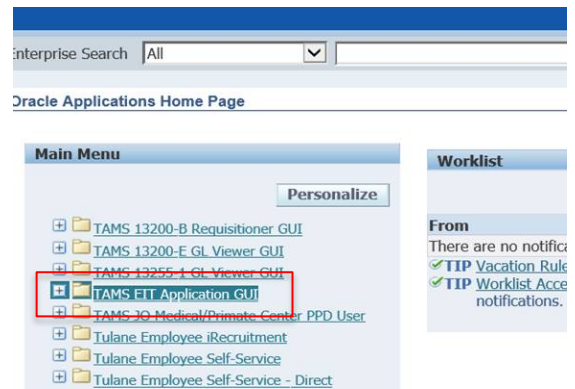 Enterprise Search All
Oracle Applications Home Page
Main Menu
Personalize
TAMS 13200-B Requisitioner GUI
TAMS 13200-E GL Viewer GUI
TAMS 13255-1 GL Viewer GUI
TAMS ETT Application GUI
TAMS JO Medical/Primate Center PPD User
Tulane Employee iRecruitment
Tulane Employee Self-Service
Tulane Employee Self-Service - Direct
Worklist
From
There are no notifica
TIP Vacation Rule
TIP Worklist Acce
notifications.